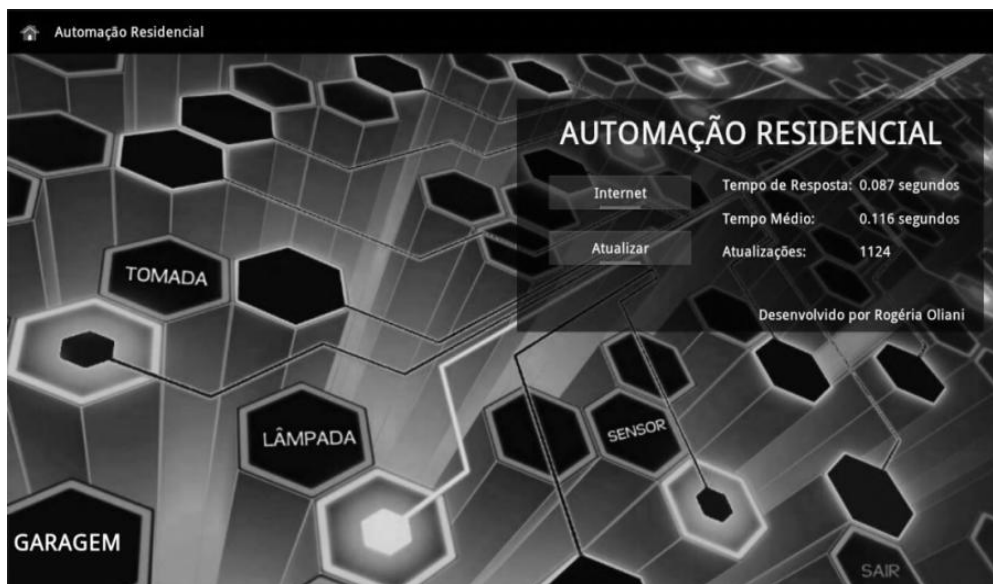 Automação Residencial
AUTOMAÇÃO RESIDENCIAL
Internet
Tempo de Resposta: 0.087 segundos
Tempo Médio: 0.116 segundos
Atualizar
Atualizações: 1124
Desenvolvido por Rogéria Oliani
TOMADA
LÂMPADA
SENSOR
GARAGEM
SAIR